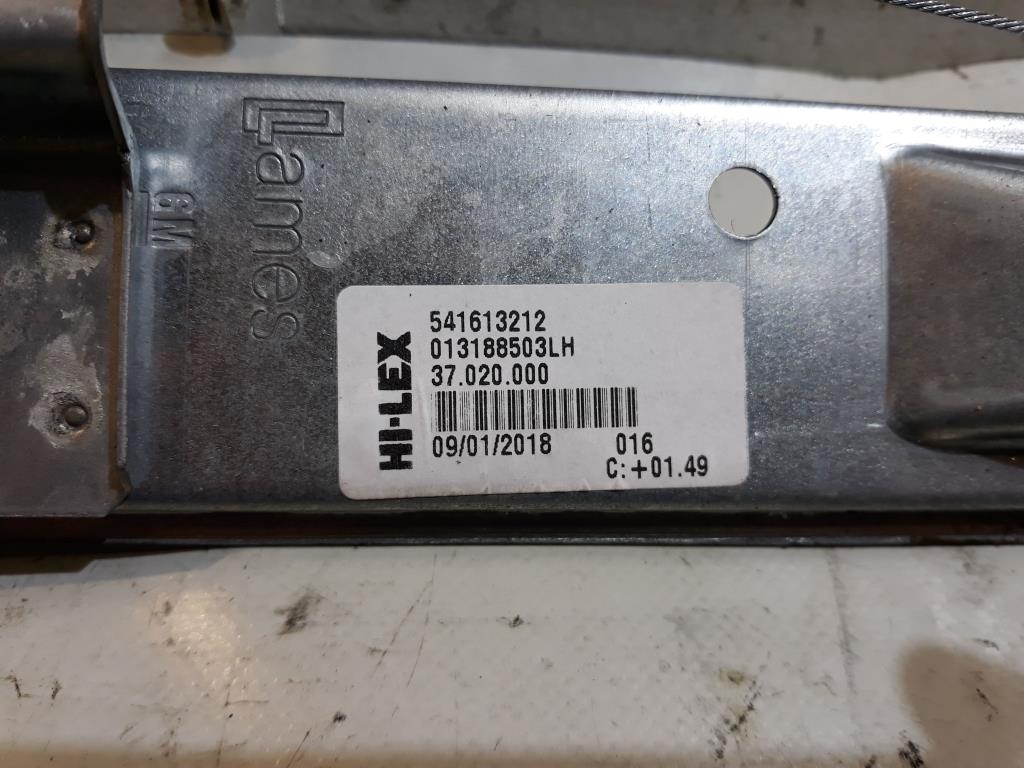 Lames
GM
HI-LEX
541613212
013188503LH
37.020.000
09/01/2018 016
C:+01.49